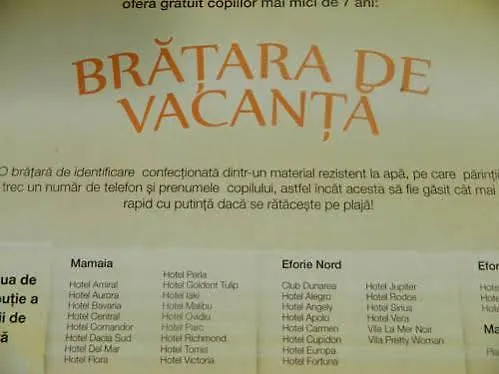 oferă gratuit copiilor mai mici de 7 ani:
BRĂȚARA DE
VACANȚĂ
O brățară de identificare confecționată dintr-un material rezistent la apă, pe care părinții
trec un număr de telefon și prenumele copilului, astfel încât acesta să fie găsit cât mai
rapid cu putință dacă se rătăcește pe plajă!
Mamaia
Hotel Amiral
Hotel Aurora
Hotel Bavaria
Hotel Central
Hotel Comandor
Hotel Dacia Sud
Hotel Del Mar
Hotel Flora
Hotel Perla
Hotel Goldent Tulip
Hotel Iaki
Hotel Malibu
Hotel Ovidiu
Hotel Parc
Hotel Richmond
Hotel Tomis
Hotel Victoria
Eforie Nord
Club Dunarea
Hotel Alegro
Hotel Angely
Hotel Apolo
Hotel Carmen
Hotel Cupidon
Hotel Europa
Hotel Fortuna
Hotel Jupiter
Hotel Rodos
Hotel Sirius
Hotel Vera
Vila La Mer Noir
Vila Pretty Woman